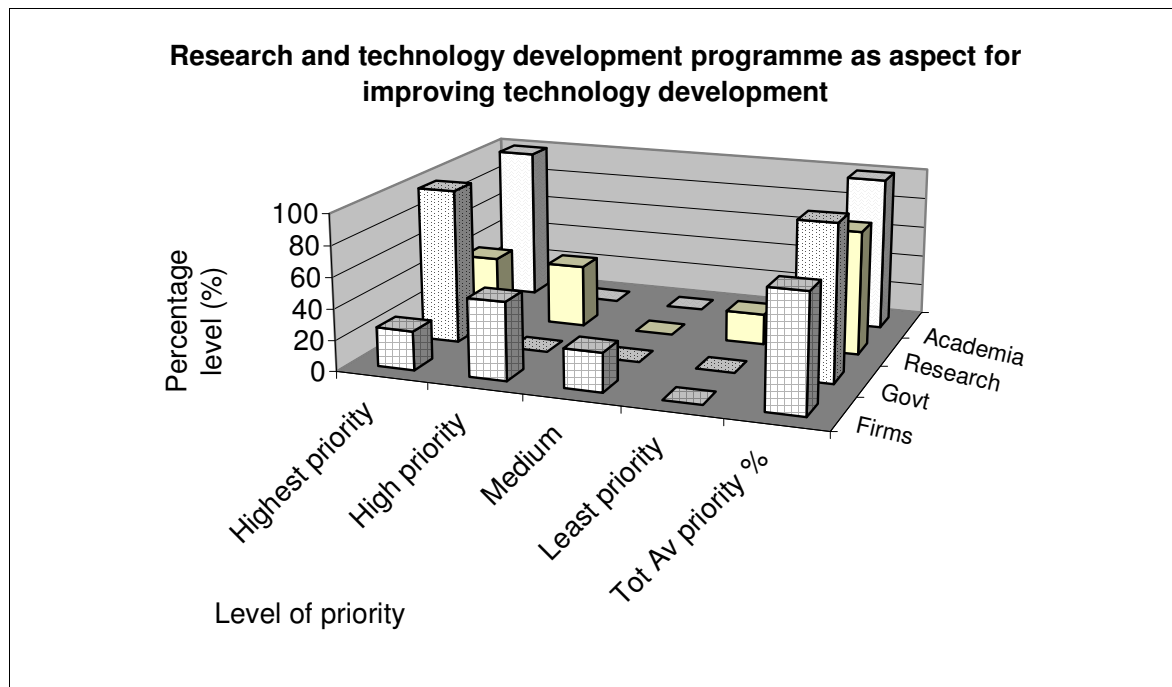 Research and technology development programme as aspect for
improving technology development
Percentage
level (%)
100
80
60
40
20
0
Highest priority
High priority
Medium
Least priority
Tot Av priority %
Academia
Research
Govt
Firms
Level of priority